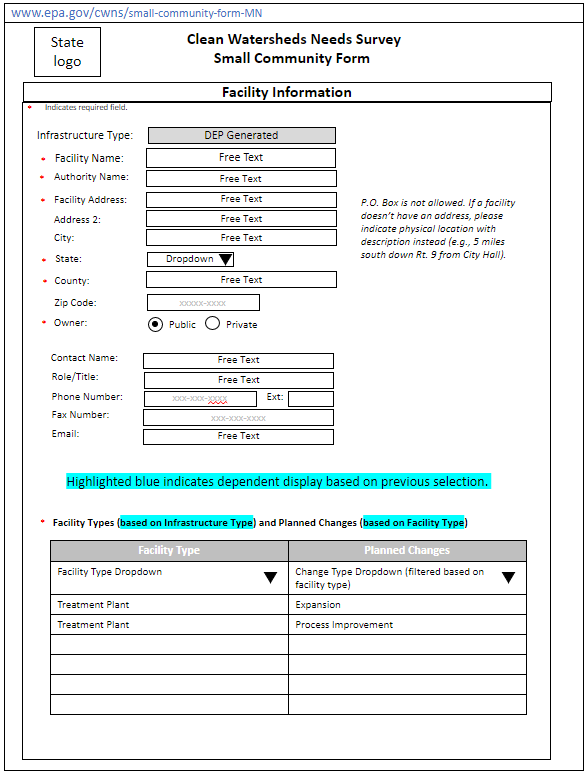 www.epa.gov/cwns/small-community-form-MN
State
logo
Clean Watersheds Needs Survey
Small Community Form
Facility Information
* Indicates required field.
Infrastructure Type: DEP Generated
* Facility Name: Free Text
* Authority Name: Free Text
* Facility Address: Free Text
Address 2: Free Text
City: Free Text
* State: Dropdown
* County: Free Text
Zip Code: xxxxx-xxxx
* Owner: Public Private
P.O. Box is not allowed. If a facility
doesn't have an address, please
indicate physical location with
description instead (e.g., 5 miles
south down Rt. 9 from City Hall).
Contact Name: Free Text
Role/Title: Free Text
Phone Number: xxx-xxx-xxxx Ext:
Fax Number: xxx-xxx-xxxx
Email: Free Text
Highlighted blue indicates dependent display based on previous selection.
* Facility Types (based on Infrastructure Type) and Planned Changes (based on Facility Type)
Facility Type Planned Changes
Facility Type Dropdown Change Type Dropdown (filtered based on
facility type)
Treatment Plant Expansion
Treatment Plant Process Improvement